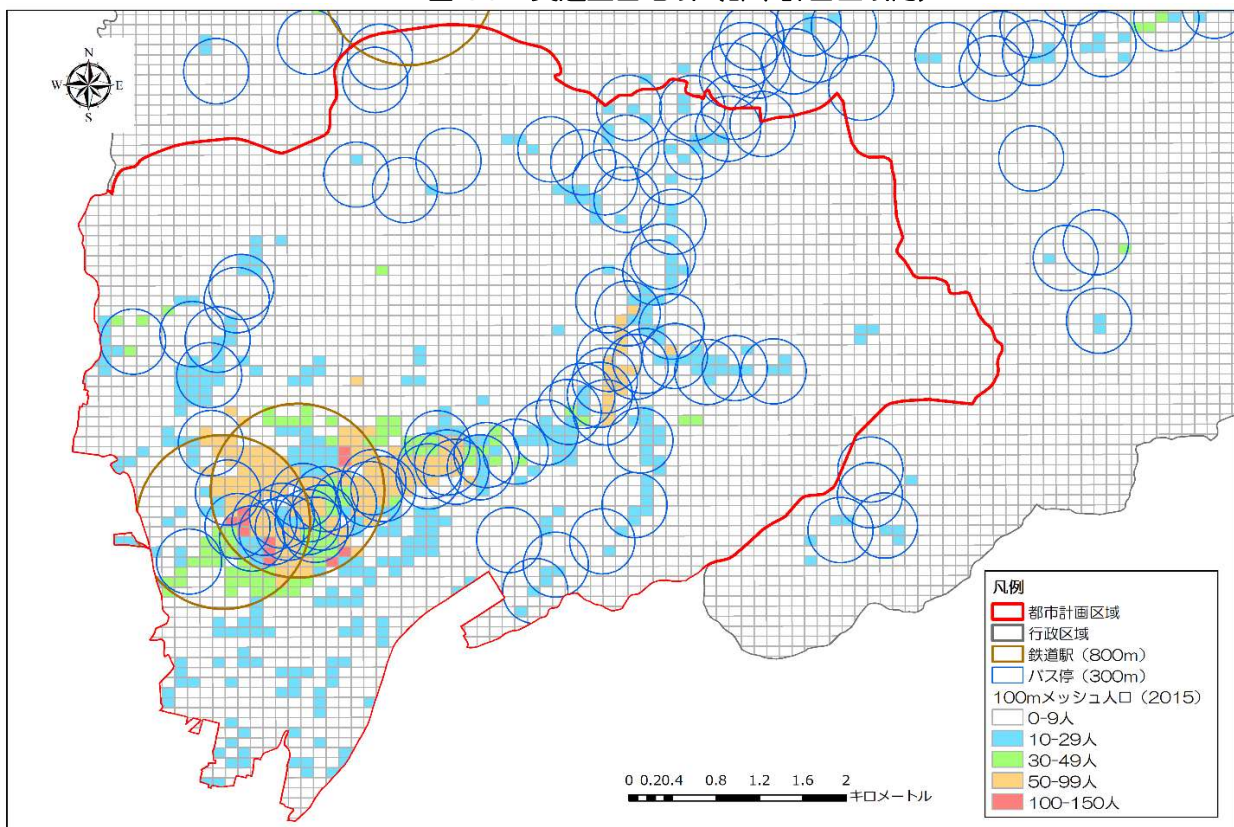 N
W E
S
凡例
都市計画区域
行政区域
鉄道駅（800m）
バス停（300m）
100mメッシュ人口（2015）
0-9人
10-29人
30-49人
50-99人
100-150人
0 0.20.4 0.8 1.2 1.6 2
キロメートル